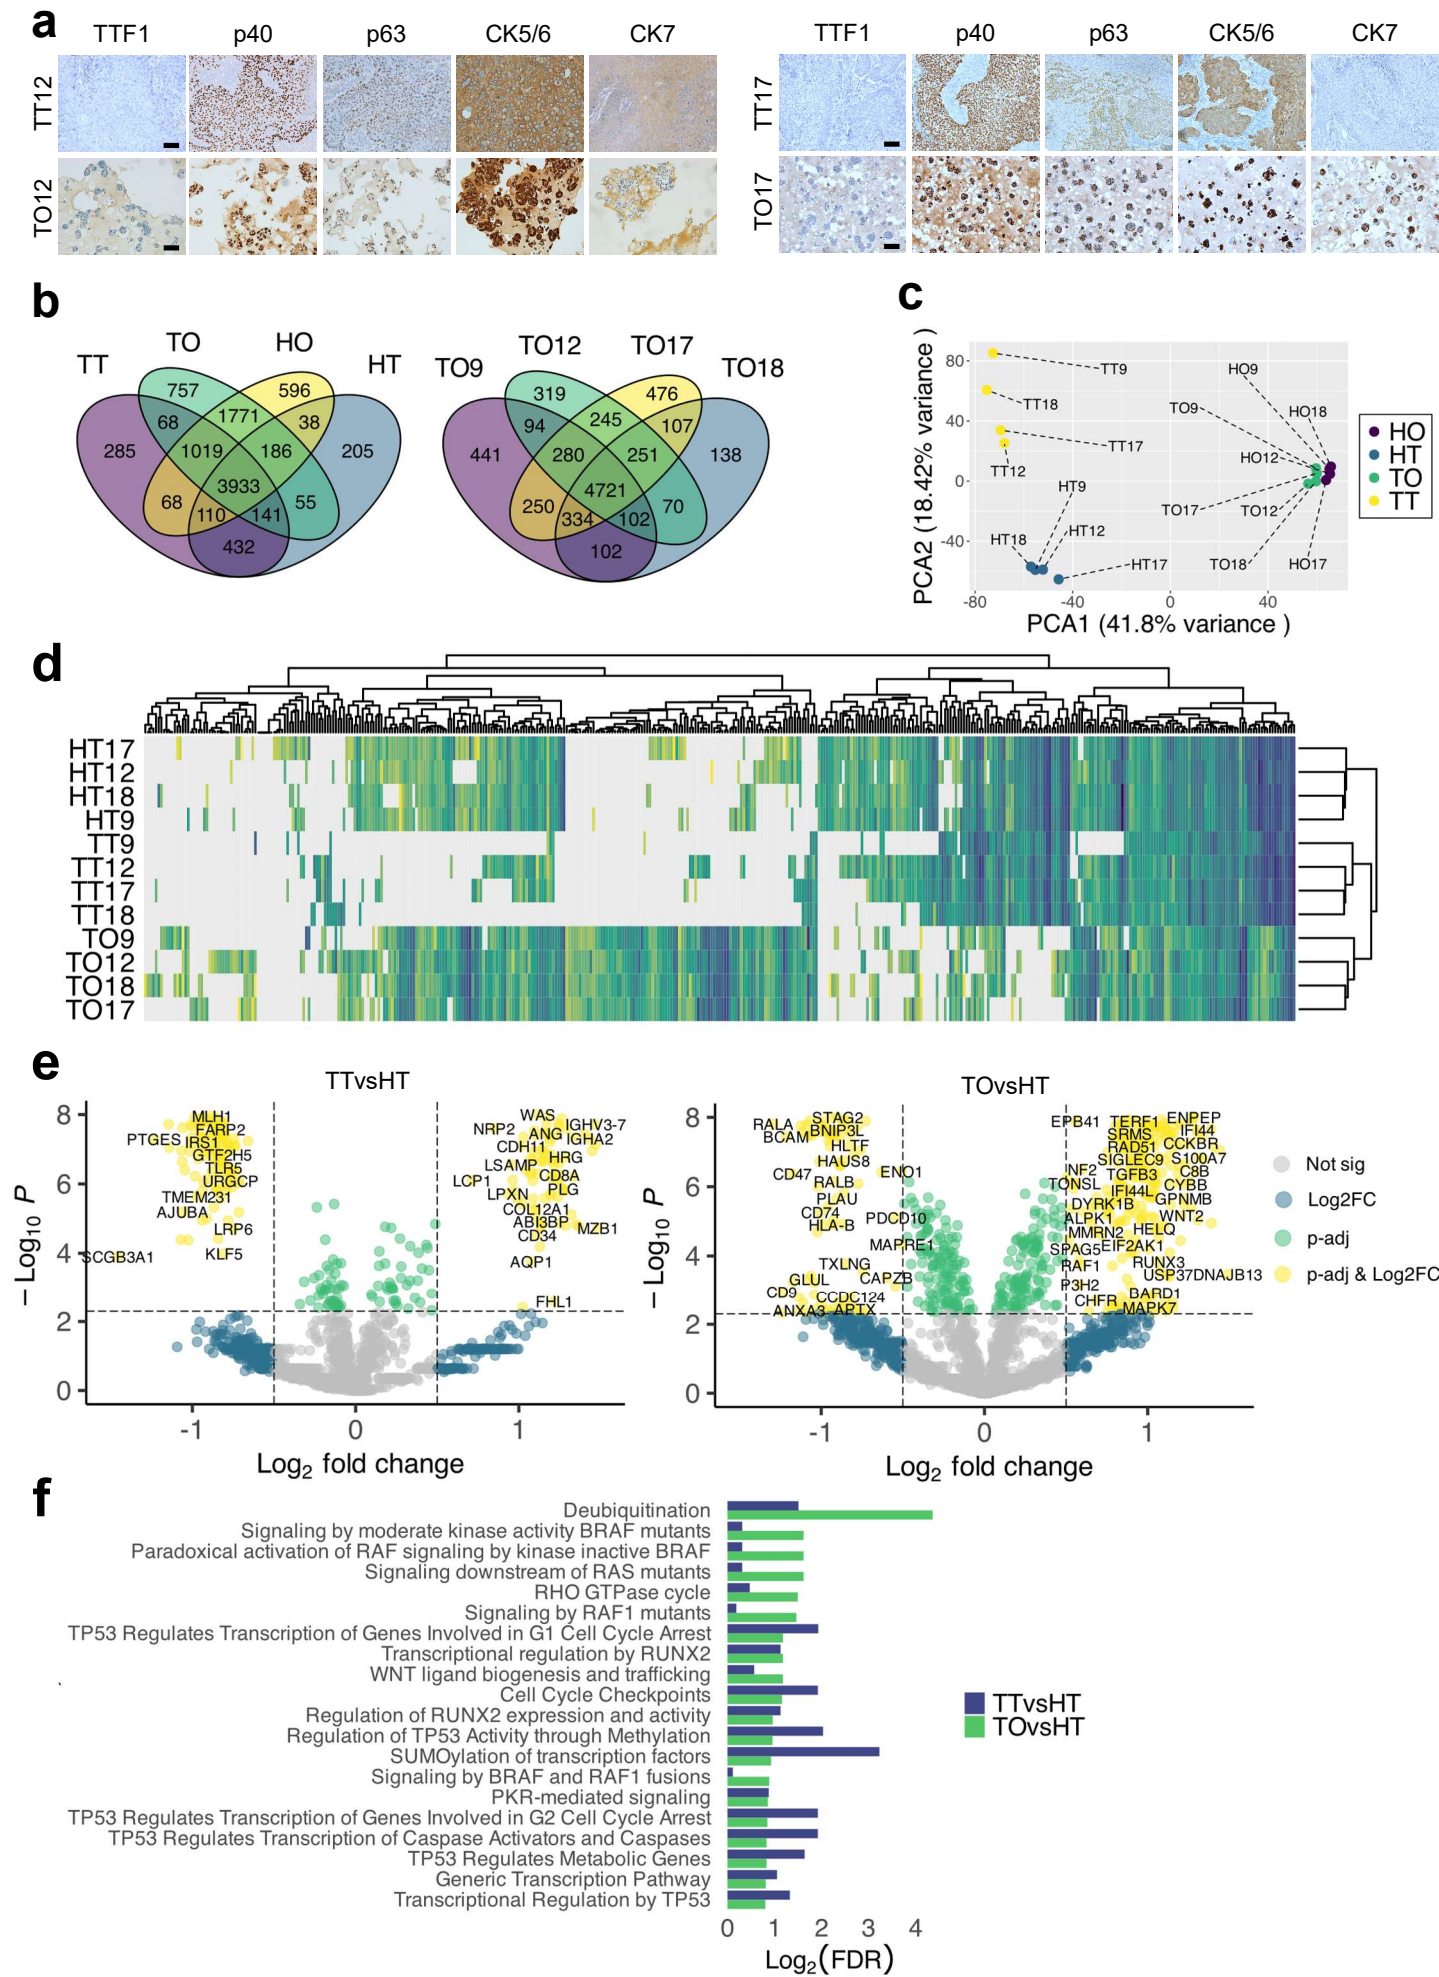 a
TTF1 p40 p63 CK5/6 CK7 TTF1 p40 p63 CK5/6 CK7
TT12 TT17
TO12 TO17
b
TT TO HO HT
757 596
68 1771 38
285 1019 186 205
3933
68 110 141 55
432
TO9 TO12 TO17 TO18
319 476
94 245 107
441 280 251 138
4721
250 334 102 70
102
c
PCA2 (18.42% variance )
80
40
0
-40
TT9
TT18
TT17
TT12
HO9
TO9
HO18
HO12
HT9
TO17
TO12
HT18
HT12
HT17
TO18
HO17
-80 -40 0 40
PCA1 (41.8% variance )
HO
HT
TO
TT
d
HT17
HT12
HT18
HT9
TT9
TT12
TT17
TT18
TO9
TO12
TO18
TO17
e
TTvsHT
− Log10 P
8
6
4
2
0
MLH1
FARP2
PTGES
IRS1
GTF2H5
TLR5
URGCP
TMEM231
AJUBA
LRP6
SCGB3A1
KLF5
WAS
NRP2
IGHV3-7
ANG
IGHA2
CDH11
HRG
LSAMP
CD8A
LCP1
PLG
LPXN
COL12A1
ABI3BP
MZB1
CD34
AQP1
FHL1
-1 0 1
Log2 fold change
TOvsHT
− Log10 P
8
6
4
2
0
STAG2
RALA
BNIP3L
BCAM
HLTF
HAUS8
CD47
ENO1
RALB
PLAU
CD74
PDCD10
HLA-B
MAPRE1
TXLNG
GLUL
CAPZB
CD9
CCDC124
ANXA3
APTX
EPB41
TERF1
ENPEP
SRMS
IFI44
RAD51
CCKBR
SIGLEC9
S100A7
INF2
TGFB3
C8B
TONSL
CYBB
IFI44L
GPNMB
DYRK1B
ALPK1
WNT2
MMRN2
HELQ
SPAG5
EIF2AK1
RAF1
RUNX3
P3H2
USP37
DNAJB13
CHFR
BARD1
MAPK7
-1 0 1
Log2 fold change
Not sig
Log2FC
p-adj
p-adj & Log2FC
f
Deubiquitination
Signaling by moderate kinase activity BRAF mutants
Paradoxical activation of RAF signaling by kinase inactive BRAF
Signaling downstream of RAS mutants
RHO GTPase cycle
Signaling by RAF1 mutants
TP53 Regulates Transcription of Genes Involved in G1 Cell Cycle Arrest
Transcriptional regulation by RUNX2
WNT ligand biogenesis and trafficking
Cell Cycle Checkpoints
Regulation of RUNX2 expression and activity
Regulation of TP53 Activity through Methylation
SUMOylation of transcription factors
Signaling by BRAF and RAF1 fusions
PKR-mediated signaling
TP53 Regulates Transcription of Genes Involved in G2 Cell Cycle Arrest
TP53 Regulates Transcription of Caspase Activators and Caspases
TP53 Regulates Metabolic Genes
Generic Transcription Pathway
Transcriptional Regulation by TP53
0 1 2 3 4
Log2(FDR)
TTvsHT
TOvsHT